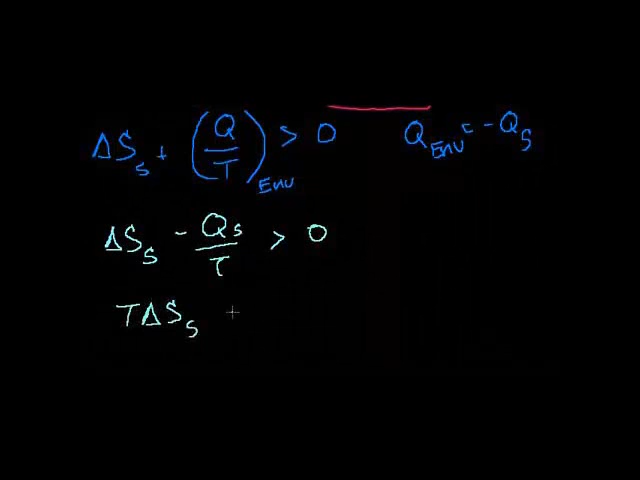 ΔS_S + (Q/T)_Env > 0 Q_Env = -Q_S
ΔS_S - Q_S/T > 0
TΔS_S